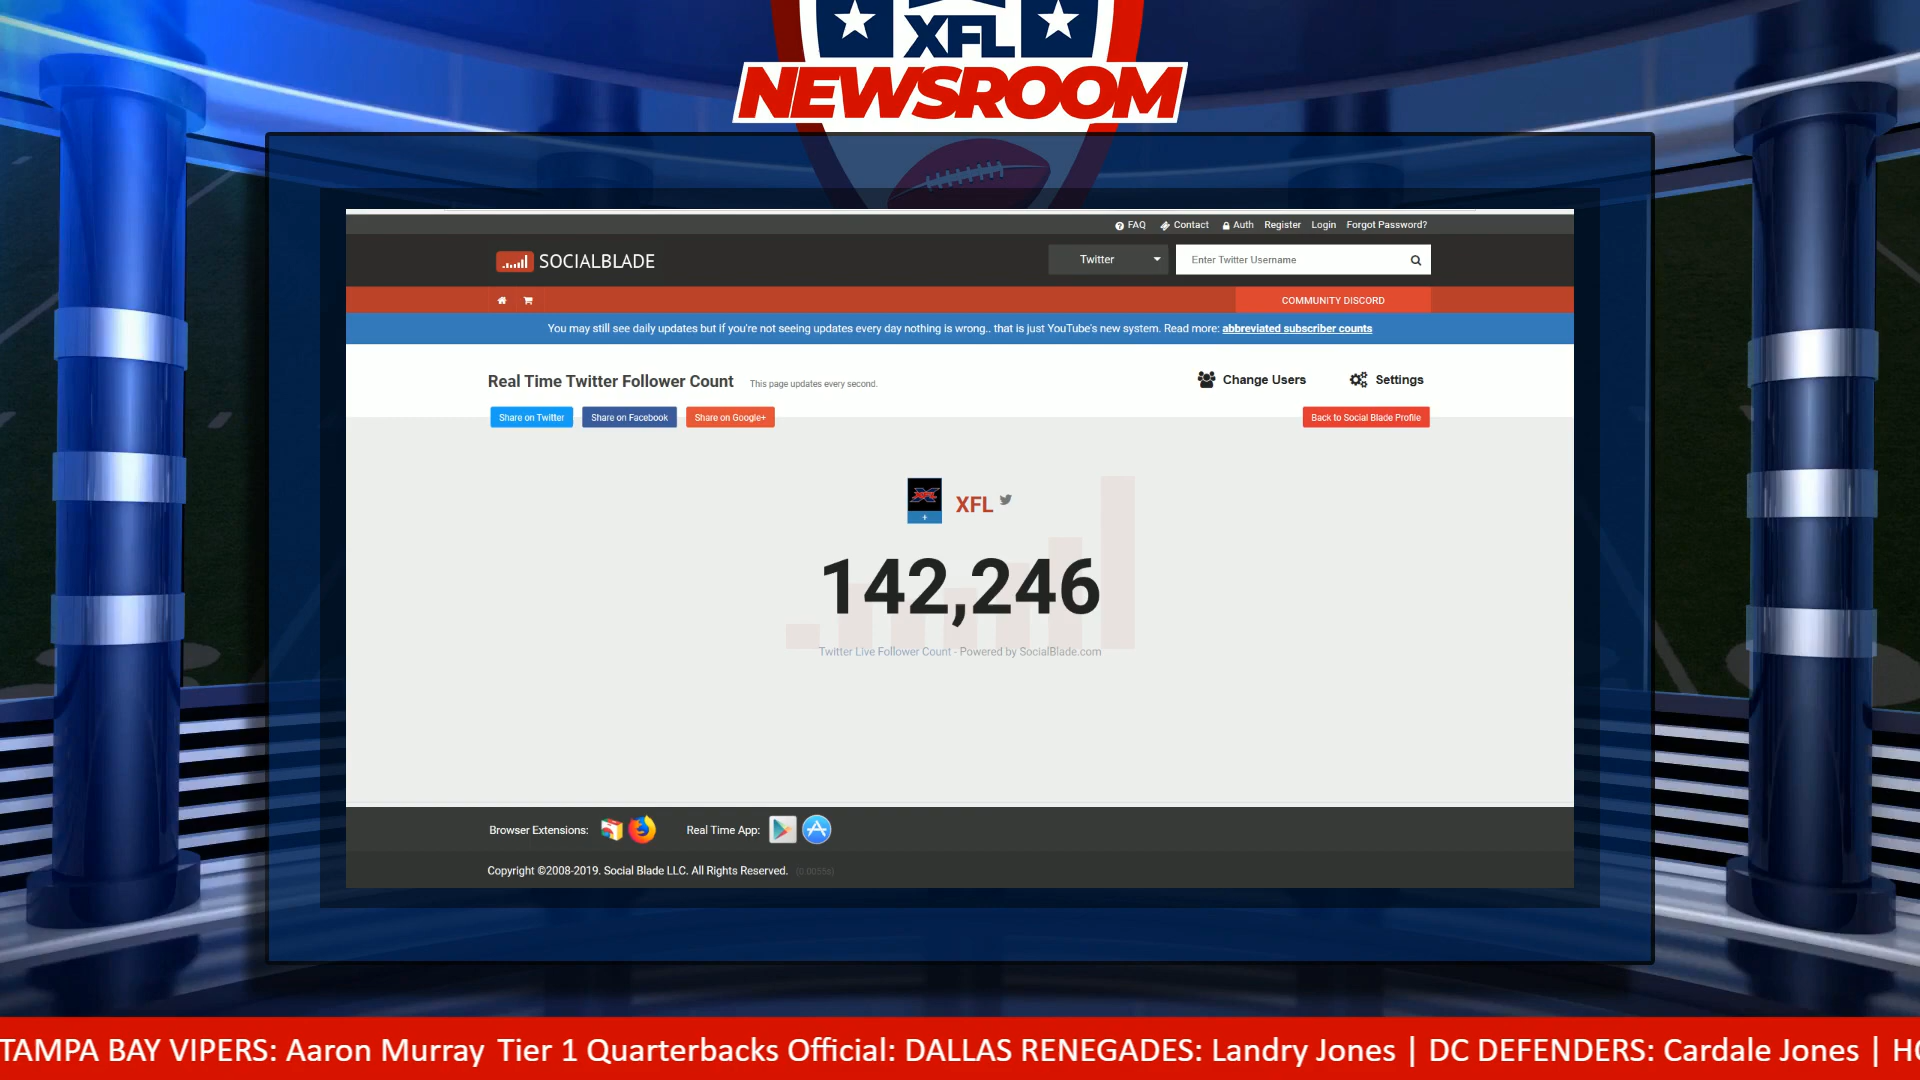 XFL
NEWSROOM
FAQ Contact Auth Register Login Forgot Password?
SOCIALBLADE
Twitter
Enter Twitter Username
COMMUNITY DISCORD
You may still see daily updates but if you're not seeing updates every day nothing is wrong.. that is just YouTube's new system. Read more: abbreviated subscriber counts
Real Time Twitter Follower Count This page updates every second.
Change Users Settings
Share on Twitter Share on Facebook Share on Google+
Back to Social Blade Profile
XFL
XFL
+
142,246
Twitter Live Follower Count - Powered by SocialBlade.com
Browser Extensions: Real Time App:
Copyright ©2008-2019. Social Blade LLC. All Rights Reserved.
TAMPA BAY VIPERS: Aaron Murray Tier 1 Quarterbacks Official: DALLAS RENEGADES: Landry Jones | DC DEFENDERS: Cardale Jones |